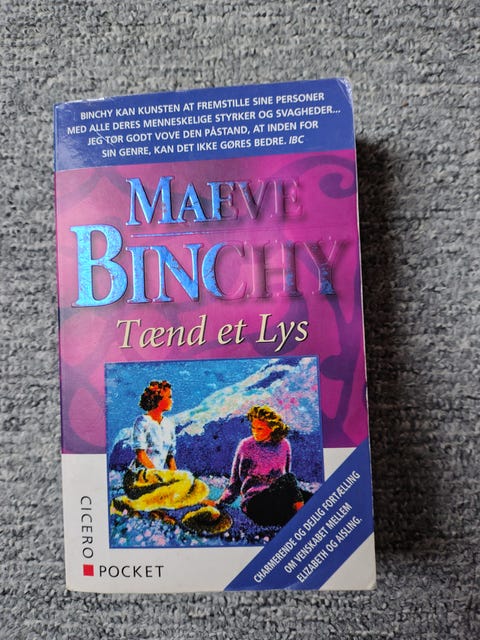 BINCHY KAN KUNSTEN AT FREMSTILLE SINE PERSONER
MED ALLE DERES MENNESKELIGE STYRKER OG SVAGHEDER...
JEG TØR GODT VOVE DEN PÅSTAND, AT INDEN FOR
SIN GENRE, KAN DET IKKE GØRES BEDRE. IBC
MAEVE
BINCHY
Tænd et Lys
CHARMERENDE OG DEJLIG FORTÆLLING
OM VENSKABET MELLEM
ELIZABETH OG AISLING.
CICERO
POCKET